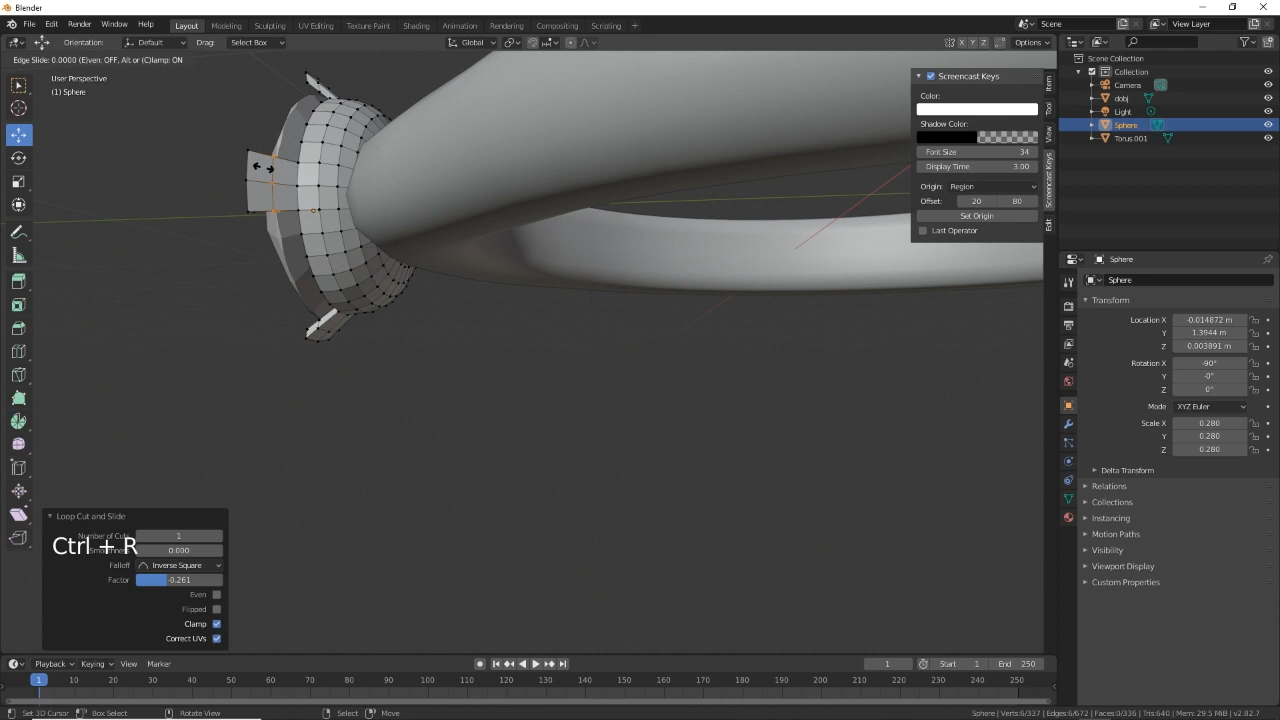 Blender
File Edit Render Window Help Layout Modeling Sculpting UV Editing Texture Paint Shading Animation Rendering Compositing Scripting + Scene View Layer
Orientation: Default Drag: Select Box Global X Y Z Options
Edge Slide: 0.0000 (E)ven: OFF, Alt or (C)lamp: ON
User Perspective
(1) Sphere
Screencast Keys
Color:
Shadow Color:
Font Size 34
Display Time 3.00
Origin: Region
Offset: 20 80
Set Origin
Last Operator
Item
Tool
View
Screencast Keys
Edit
Scene Collection
Collection
Camera
dobj
Light
Sphere
Torus.001
Sphere
Sphere
Transform
Location X -0.014872 m
Y 1.3944 m
Z 0.003891 m
Rotation X -90°
Y -0°
Z 0°
Mode XYZ Euler
Scale X 0.280
Y 0.280
Z 0.280
Delta Transform
Relations
Collections
Instancing
Motion Paths
Visibility
Viewport Display
Custom Properties
Loop Cut and Slide
Number of Cuts 1
Ctrl + R
0.000
Falloff Inverse Square
Factor -0.261
Even
Flipped
Clamp
Correct UVs
Playback Keying View Marker 1 Start 1 End 250
1 10 20 30 40 50 60 70 80 90 100 110 120 130 140 150 160 170 180 190 200 210 220 230 240 250
Set 3D Cursor Box Select Rotate View Select Move Sphere | Verts:6/337 | Edges:6/672 | Faces:0/336 | Tris:640 | Mem: 29.5 MiB | v2.82.7